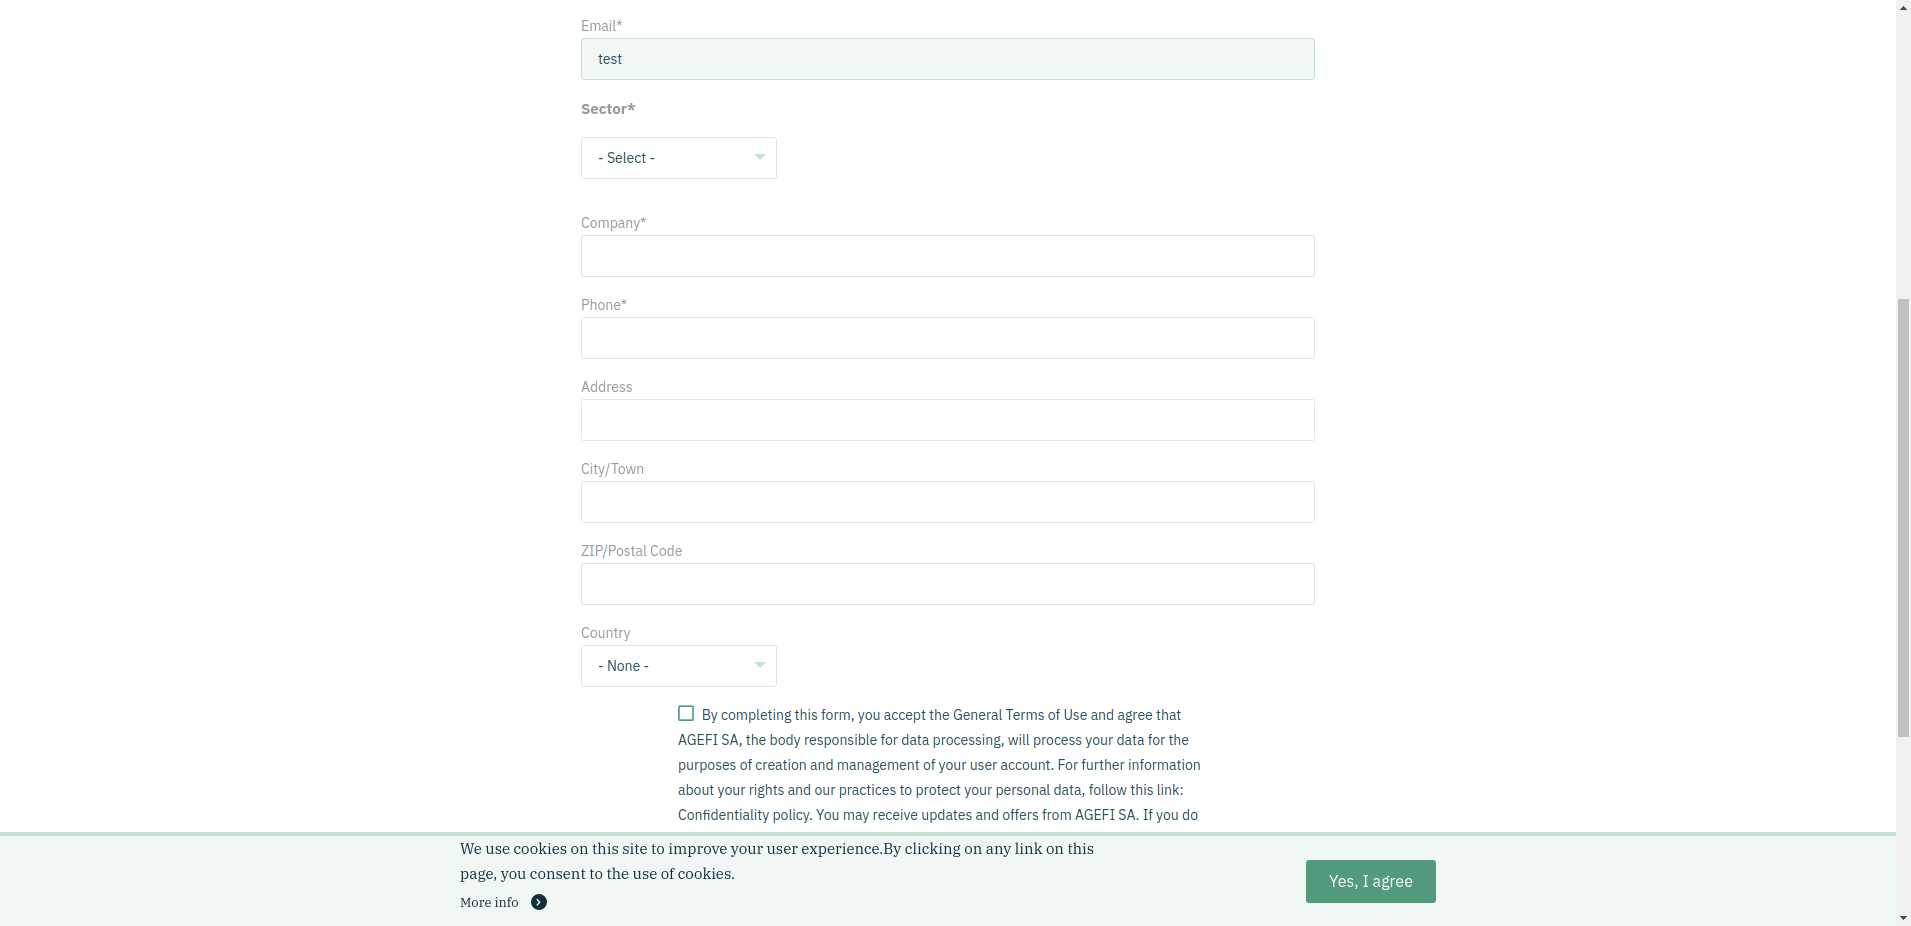 Email*
test
Sector*
- Select -
Company*
Phone*
Address
City/Town
ZIP/Postal Code
Country
- None -
By completing this form, you accept the General Terms of Use and agree that
AGEFI SA, the body responsible for data processing, will process your data for the
purposes of creation and management of your user account. For further information
about your rights and our practices to protect your personal data, follow this link:
Confidentiality policy. You may receive updates and offers from AGEFI SA. If you do
We use cookies on this site to improve your user experience.By clicking on any link on this
page, you consent to the use of cookies.
More info
Yes, I agree